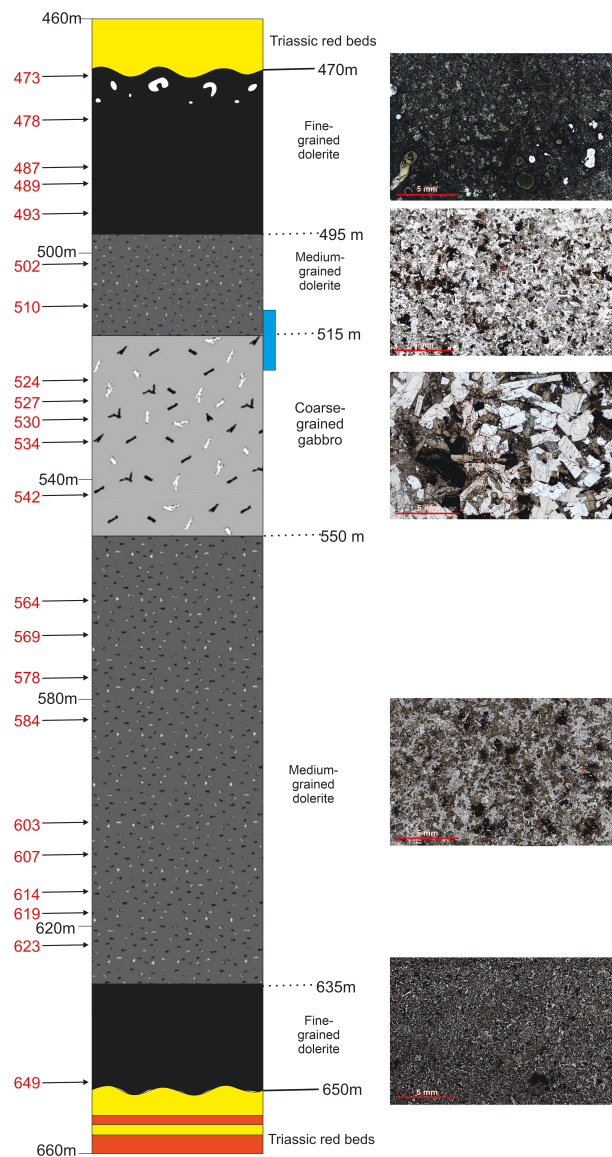 460m
Triassic red beds
470m
473
478
Fine-
grained
dolerite
487
489
493
5 mm
495 m
500m
502
Medium-
grained
dolerite
510
515 m
524
527
530
534
Coarse-
grained
gabbro
540m
542
5 mm
550 m
564
569
578
580m
584
Medium-
grained
dolerite
603
607
614
619
620m
623
5 mm
635m
Fine-
grained
dolerite
649
650m
5 mm
Triassic red beds
660m